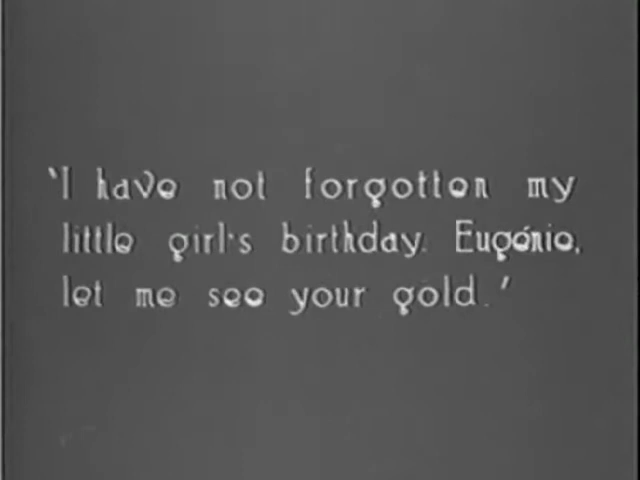 'I have not forgotten my
little girl's birthday. Eugénie,
let me see your gold.'